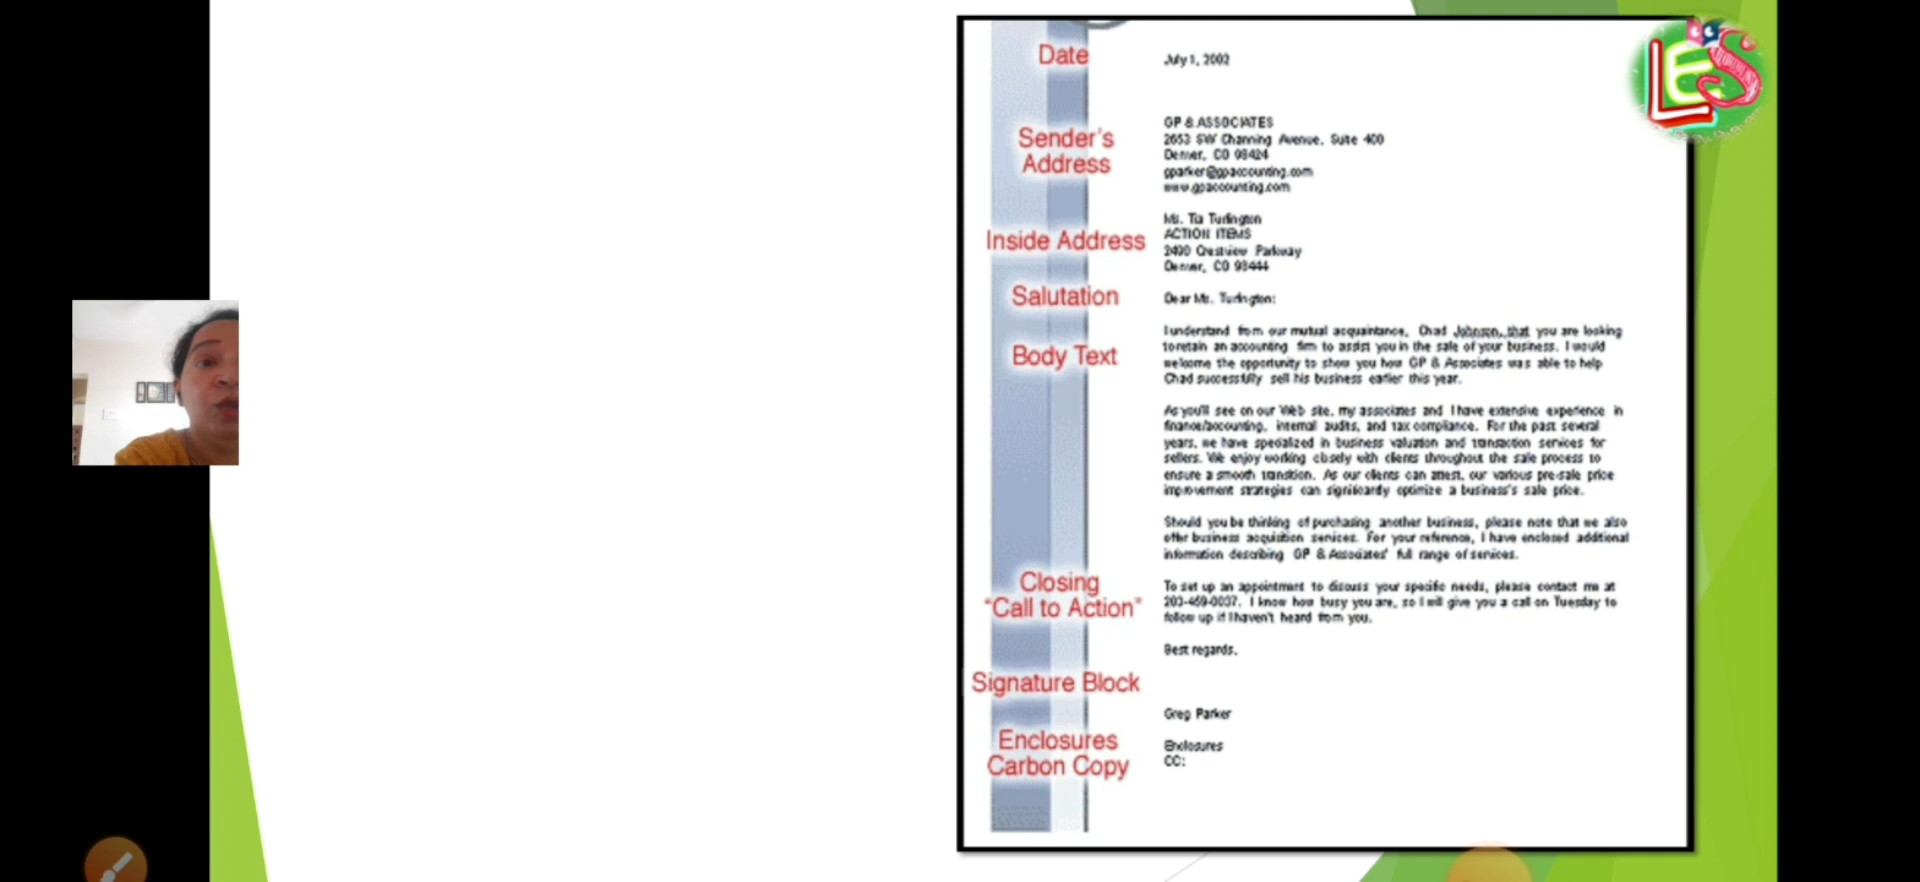 Date
July 1, 2002
Sender's
Address
GP & ASSOCIATES
2653 SW Channing Avenue, Suite 400
Denver, CO 98424
gparker@gpaccounting.com
www.gpaccounting.com
Inside Address
Ms. Tia Turlington
ACTION ITEMS
2400 Crestview Parkway
Denver, CO 98444
Salutation
Dear Ms. Turlington:
Body Text
I understand from our mutual acquaintance, Chad Johnson, that you are looking
to retain an accounting firm to assist you in the sale of your business. I would
welcome the opportunity to show you how GP & Associates was able to help
Chad successfully sell his business earlier this year.
As you'll see on our Web site, my associates and I have extensive experience in
finance/accounting, internal audits, and tax compliance. For the past several
years, we have specialized in business valuation and transaction services for
sellers. We enjoy working closely with clients throughout the sale process to
ensure a smooth transition. As our clients can attest, our various pre-sale price
improvement strategies can significantly optimize a business's sale price.
Should you be thinking of purchasing another business, please note that we also
offer business acquisition services. For your reference, I have enclosed additional
information describing GP & Associates' full range of services.
Closing
"Call to Action"
To set up an appointment to discuss your specific needs, please contact me at
203-459-0037. I know how busy you are, so I will give you a call on Tuesday to
follow up if I haven't heard from you.
Best regards,
Signature Block
Greg Parker
Enclosures
Carbon Copy
Enclosures
CC:
LES